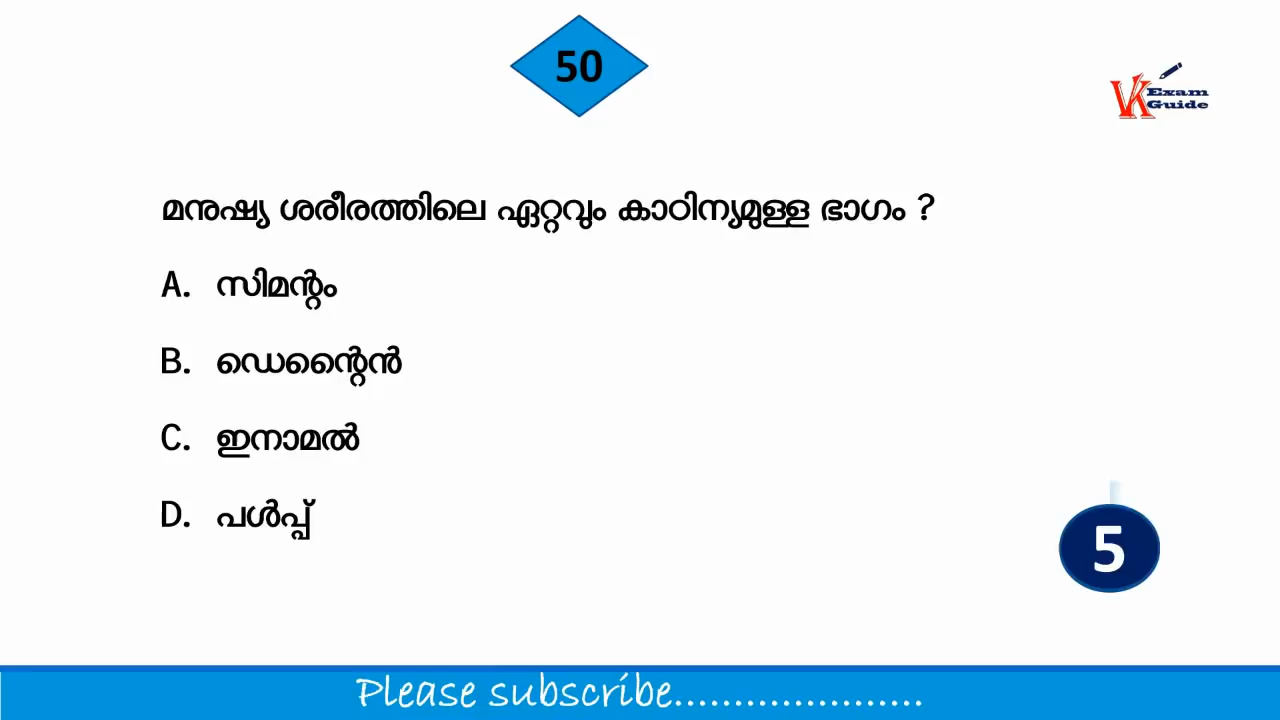 50
VK Exam Guide
മനുഷ്യ ശരീരത്തിലെ ഏറ്റവും കാഠിന്യമുള്ള ഭാഗം ?
A. സിമന്റം
B. ഡെന്റൈൻ
C. ഇനാമൽ
D. പൾപ്പ്
5
Please subscribe.....................